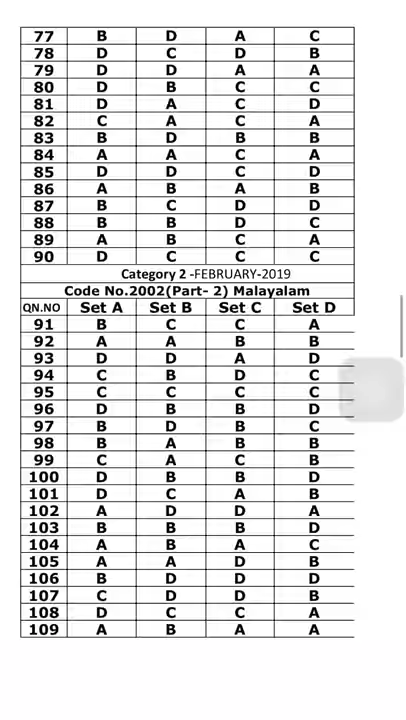 77 B D A C
78 D C D B
79 D D A A
80 D B C C
81 D A C D
82 C A C A
83 B D B B
84 A A C A
85 D D C D
86 A B A B
87 B C D D
88 B B D C
89 A B C A
90 D C C C
Category 2 -FEBRUARY-2019
Code No.2002(Part- 2) Malayalam
QN.NO Set A Set B Set C Set D
91 B C C A
92 A A B B
93 D D A D
94 C B D C
95 C C C C
96 D B B D
97 B D B C
98 B A B B
99 C A C B
100 D B B D
101 D C A B
102 A D D A
103 B B B D
104 A B A C
105 A A D B
106 B D D D
107 C D D B
108 D C C A
109 A B A A